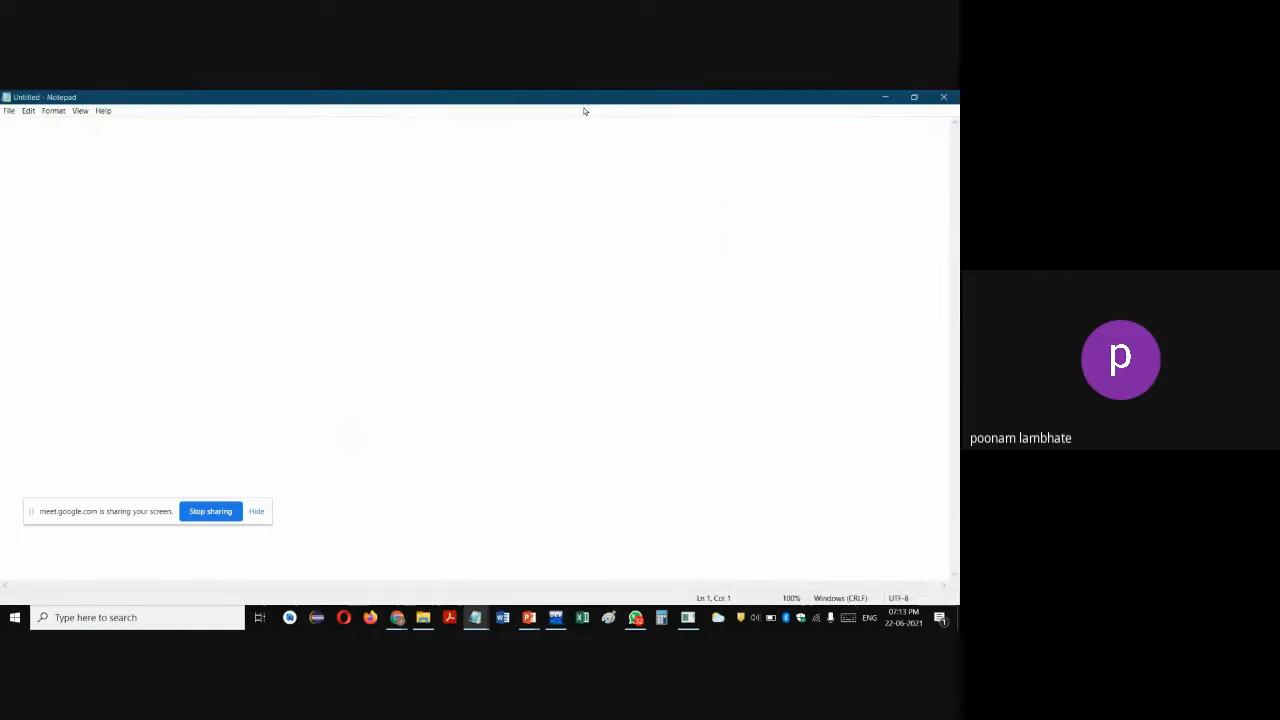 Untitled - Notepad
File Edit Format View Help
p
poonam lambhate
meet.google.com is sharing your screen. Stop sharing Hide
Ln 1, Col 1 100% Windows (CRLF) UTF-8
Type here to search
ENG
07:13 PM
22-06-2021